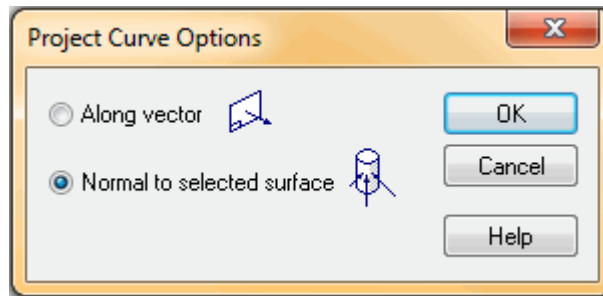 Project Curve Options
Along vector
OK
Normal to selected surface
Cancel
Help